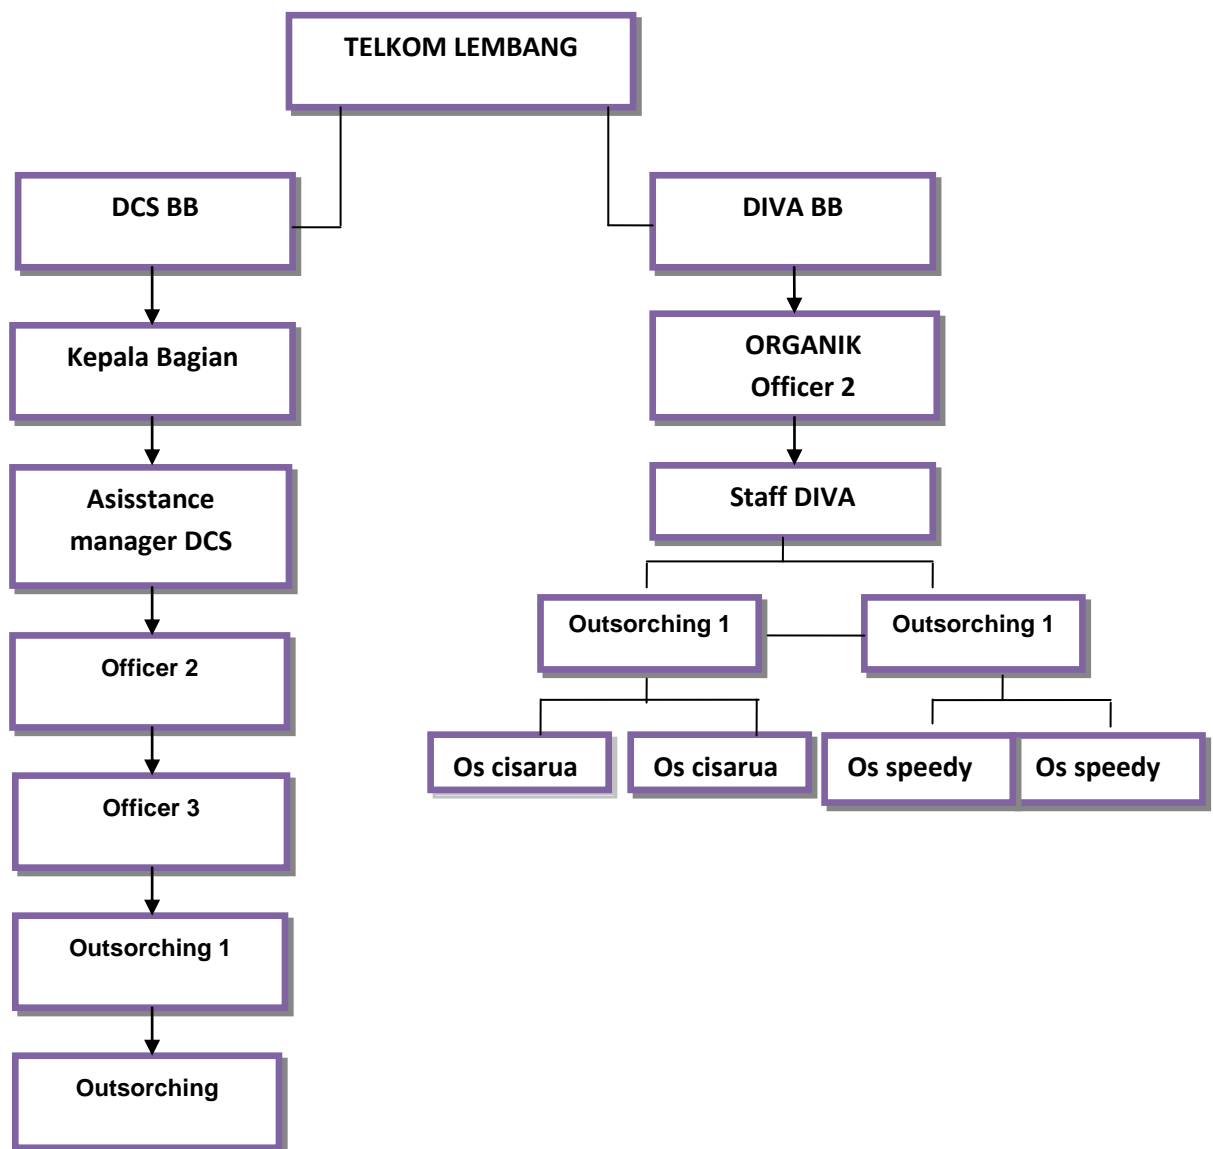 TELKOM LEMBANG
DCS BB
DIVA BB
Kepala Bagian
ORGANIK
Officer 2
Asisstance
manager DCS
Staff DIVA
Officer 2
Outsorching 1
Outsorching 1
Os cisarua
Os cisarua
Os speedy
Os speedy
Officer 3
Outsorching 1
Outsorching